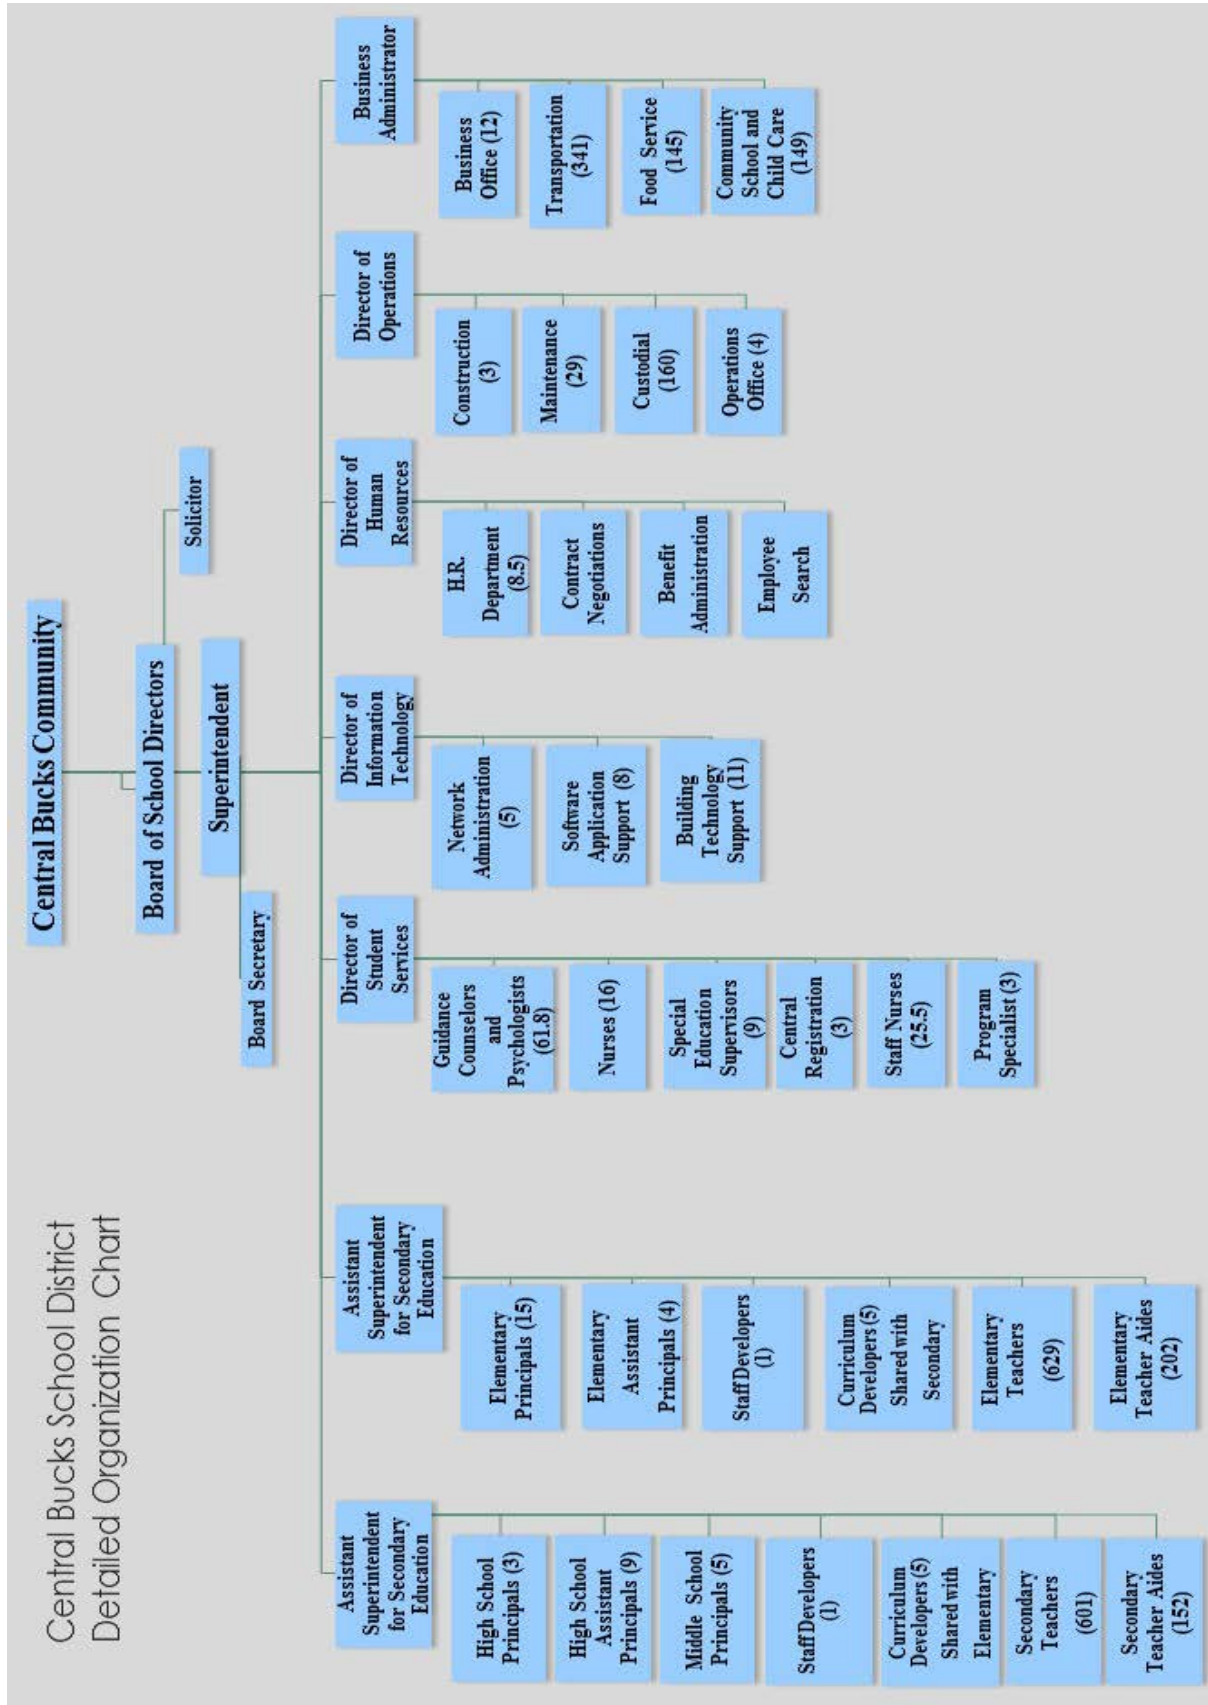 Central Bucks School District
Detailed Organization Chart
Central Bucks Community
Board of School Directors
Solicitor
Superintendent
Board Secretary
Assistant
Superintendent
for Secondary
Education
High School
Principals (3)
High School
Assistant
Principals (9)
Middle School
Principals (5)
Staff Developers
(1)
Curriculum
Developers (5)
Shared with
Elementary
Secondary
Teachers
(601)
Secondary
Teacher Aides
(152)
Assistant
Superintendent
for Secondary
Education
Elementary
Principals (15)
Elementary
Assistant
Principals (4)
Staff Developers
(1)
Curriculum
Developers (5)
Shared with
Secondary
Elementary
Teachers
(629)
Elementary
Teacher Aides
(202)
Director of
Student
Services
Guidance
Counselors
and
Psychologists
(61.8)
Nurses (16)
Special
Education
Supervisors
(9)
Central
Registration
(3)
Staff Nurses
(25.5)
Program
Specialist (3)
Director of
Information
Technology
Network
Administration
(5)
Software
Application
Support (8)
Building
Technology
Support (11)
Director of
Human
Resources
H.R.
Department
(8.5)
Contract
Negotiations
Benefit
Administration
Employee
Search
Director of
Operations
Construction
(3)
Maintenance
(29)
Custodial
(160)
Operations
Office (4)
Business
Administrator
Business
Office (12)
Transportation
(341)
Food Service
(145)
Community
School and
Child Care
(149)